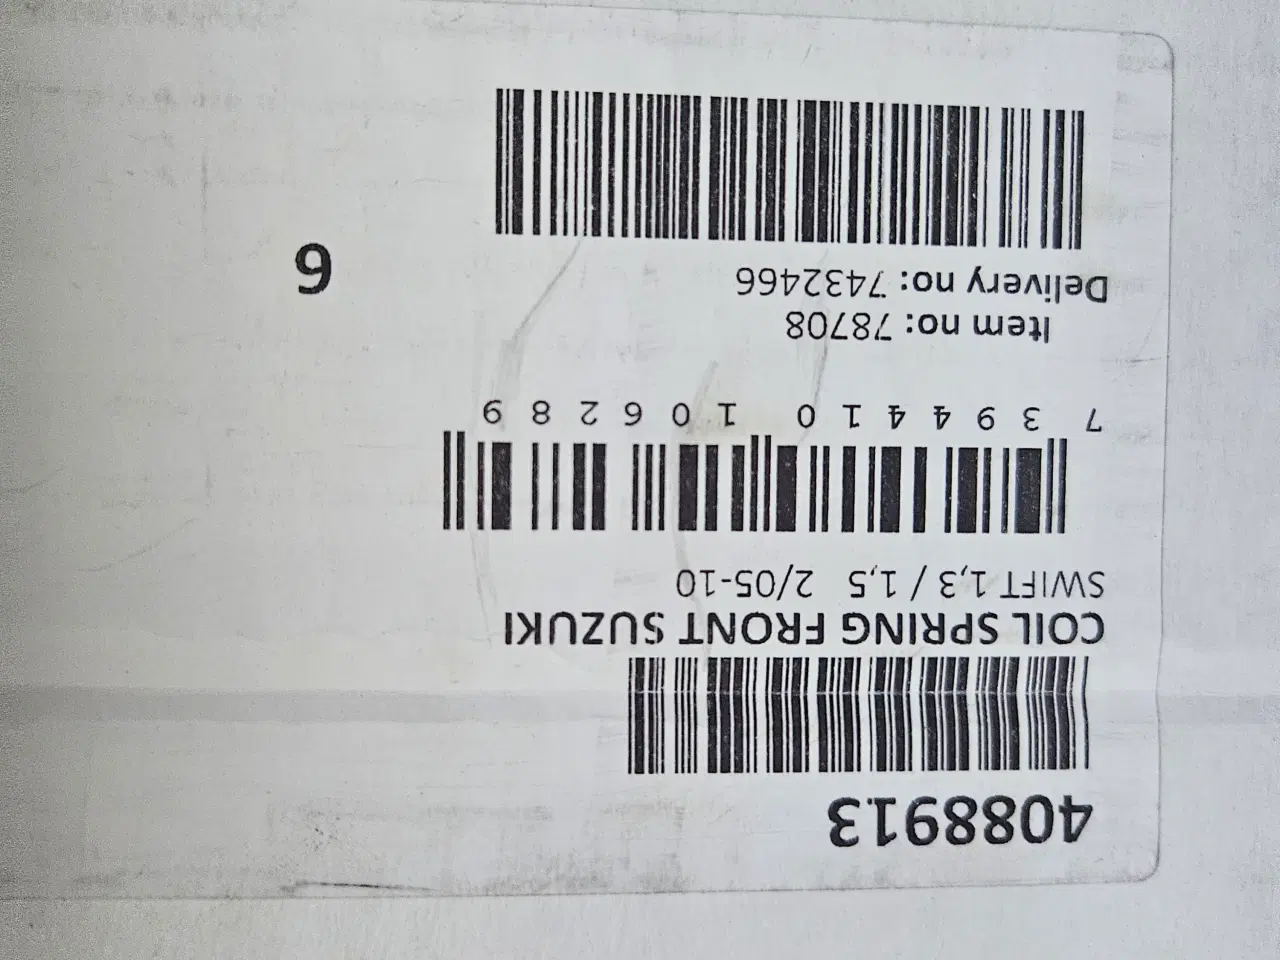 4088913
COIL SPRING FRONT SUZUKI
SWIFT 1,3 / 1,5 2/05-10
7 394410 106289
Item no: 78708
Delivery no: 7432466
6